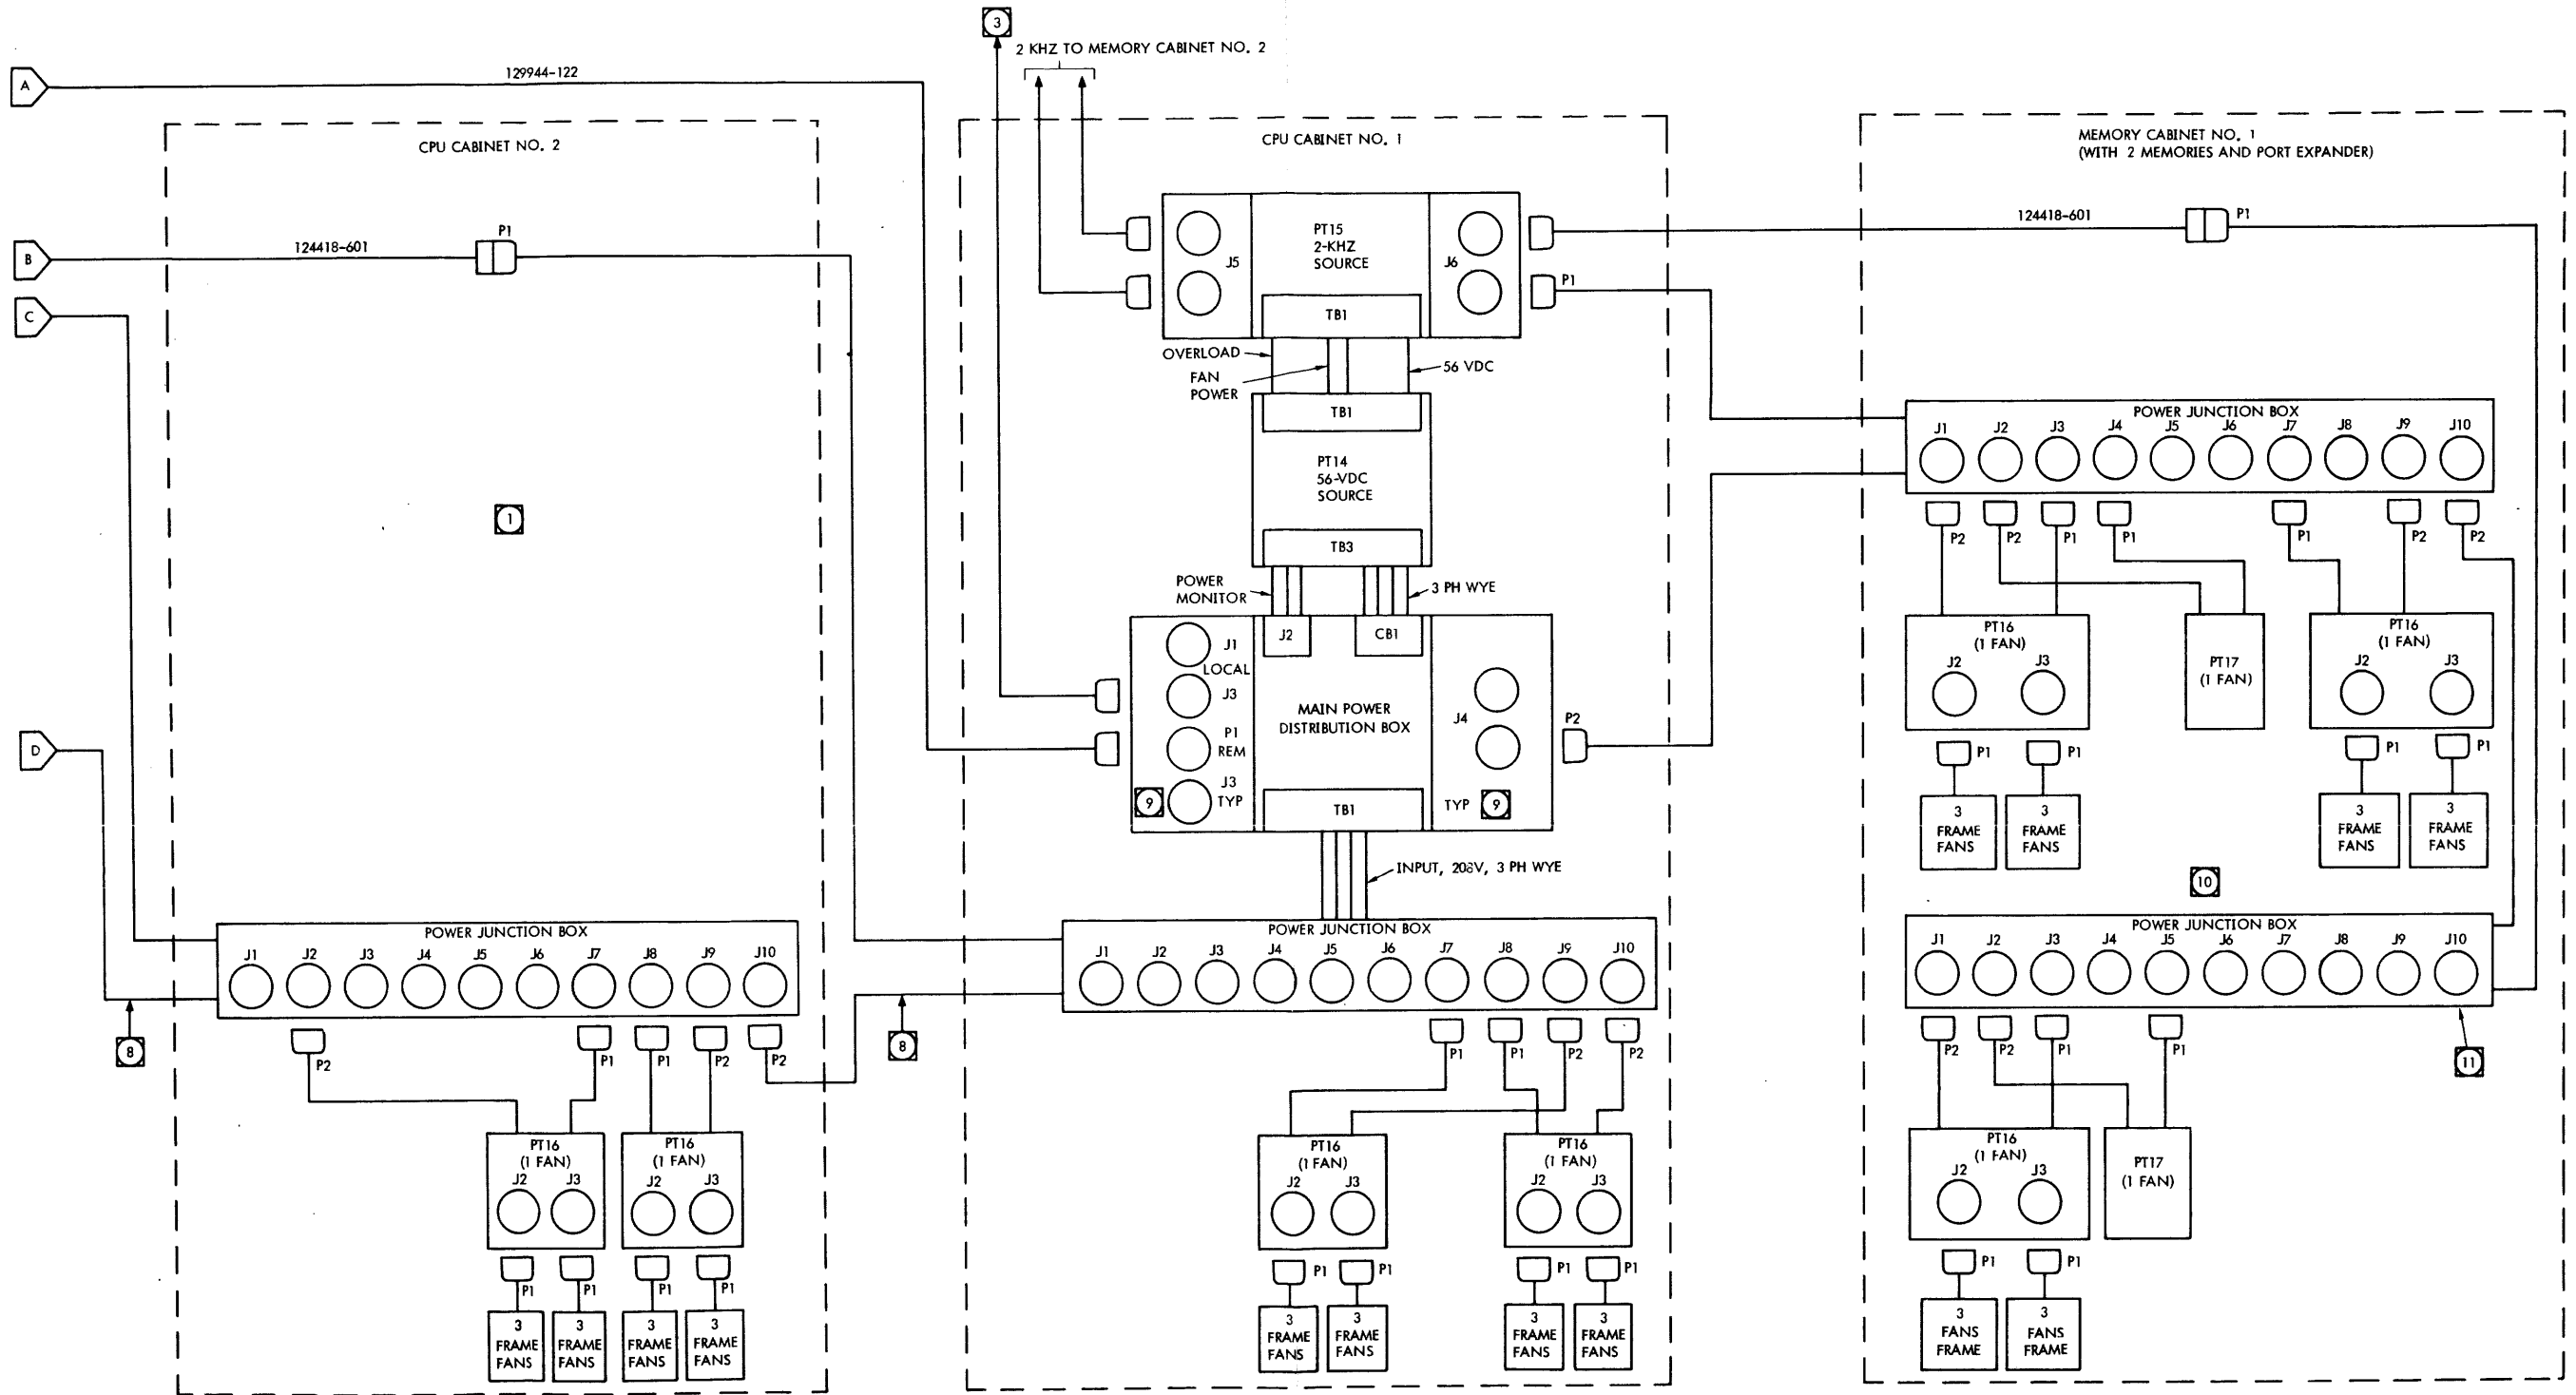 3
2 KHZ TO MEMORY CABINET NO. 2
A
129944-122
B
124418-601
P1
C
D
CPU CABINET NO. 2
1
8
POWER JUNCTION BOX
J1 J2 J3 J4 J5 J6 J7 J8 J9 J10
P2 P1 P1 P2 P2
PT16
(1 FAN)
J2 J3
PT16
(1 FAN)
J2 J3
P1 P1 P1 P1
3
FRAME
FANS
3
FRAME
FANS
3
FRAME
FANS
3
FRAME
FANS
CPU CABINET NO. 1
J5
PT15
2-KHZ
SOURCE
J6
P1
TB1
OVERLOAD
FAN
POWER
56 VDC
TB1
PT14
56-VDC
SOURCE
TB3
POWER
MONITOR
3 PH WYE
J1
LOCAL
J3
P1
REM
J3
TYP
9
J2
CB1
MAIN POWER
DISTRIBUTION BOX
TB1
J4
TYP
9
P2
INPUT, 208V, 3 PH WYE
8
POWER JUNCTION BOX
J1 J2 J3 J4 J5 J6 J7 J8 J9 J10
P1 P1 P2 P2
PT16
(1 FAN)
J2 J3
PT16
(1 FAN)
J2 J3
P1 P1 P1 P1
3
FRAME
FANS
3
FRAME
FANS
3
FRAME
FANS
3
FRAME
FANS
MEMORY CABINET NO. 1
(WITH 2 MEMORIES AND PORT EXPANDER)
124418-601
P1
POWER JUNCTION BOX
J1 J2 J3 J4 J5 J6 J7 J8 J9 J10
P2 P2 P1 P1 P1 P2 P2
PT16
(1 FAN)
J2 J3
PT17
(1 FAN)
PT16
(1 FAN)
J2 J3
P1 P1 P1 P1
3
FRAME
FANS
3
FRAME
FANS
3
FRAME
FANS
3
FRAME
FANS
10
POWER JUNCTION BOX
J1 J2 J3 J4 J5 J6 J7 J8 J9 J10
P2 P2 P1 P1
11
PT16
(1 FAN)
J2 J3
PT17
(1 FAN)
P1 P1
3
FANS
FRAME
3
FANS
FRAME